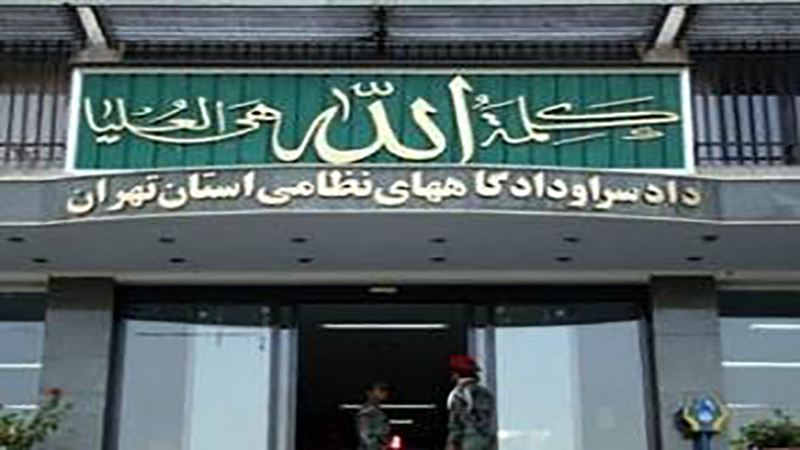 كلمة الله هي العليا
دادسرا و دادگاههای نظامی استان تهران